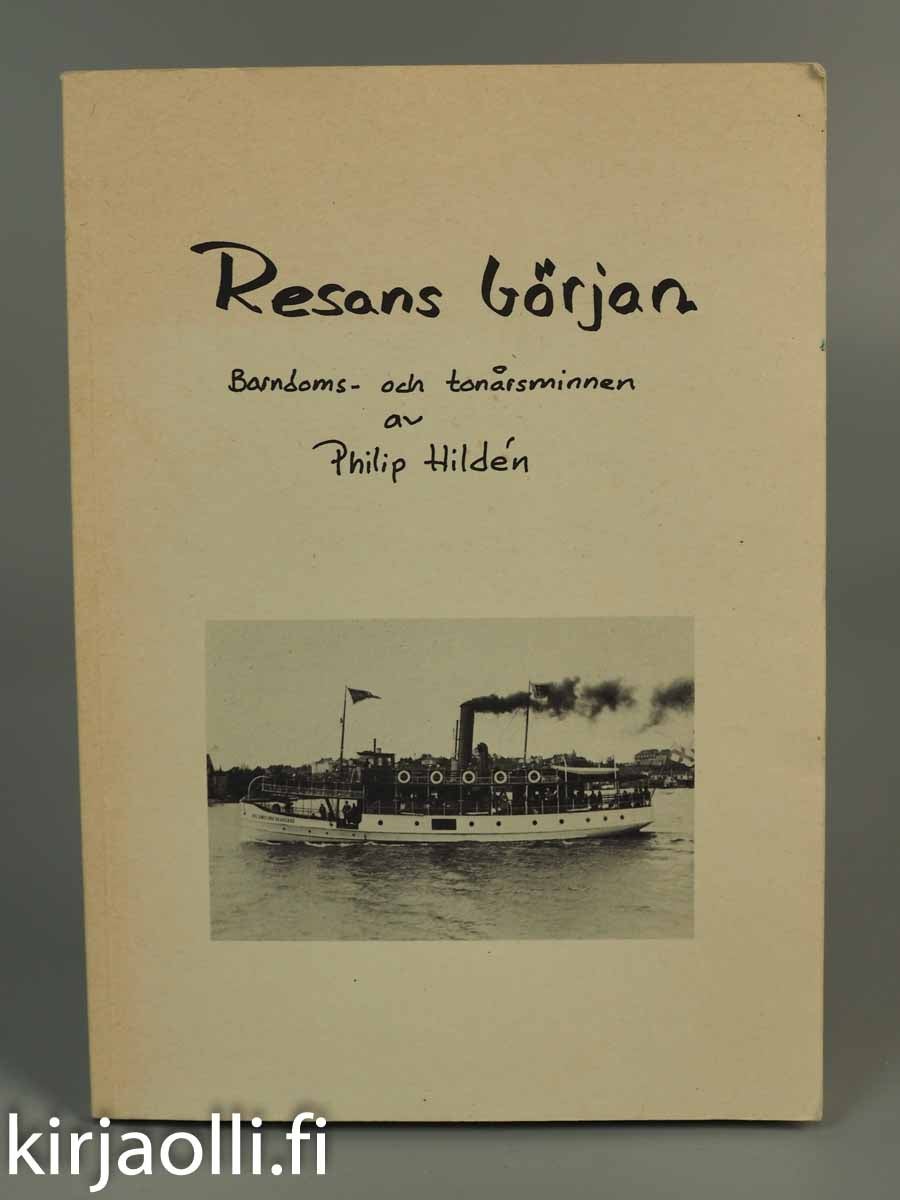 Resans början
Barndoms- och tonårsminnen
av
Philip Hildén
kirjaolli.fi